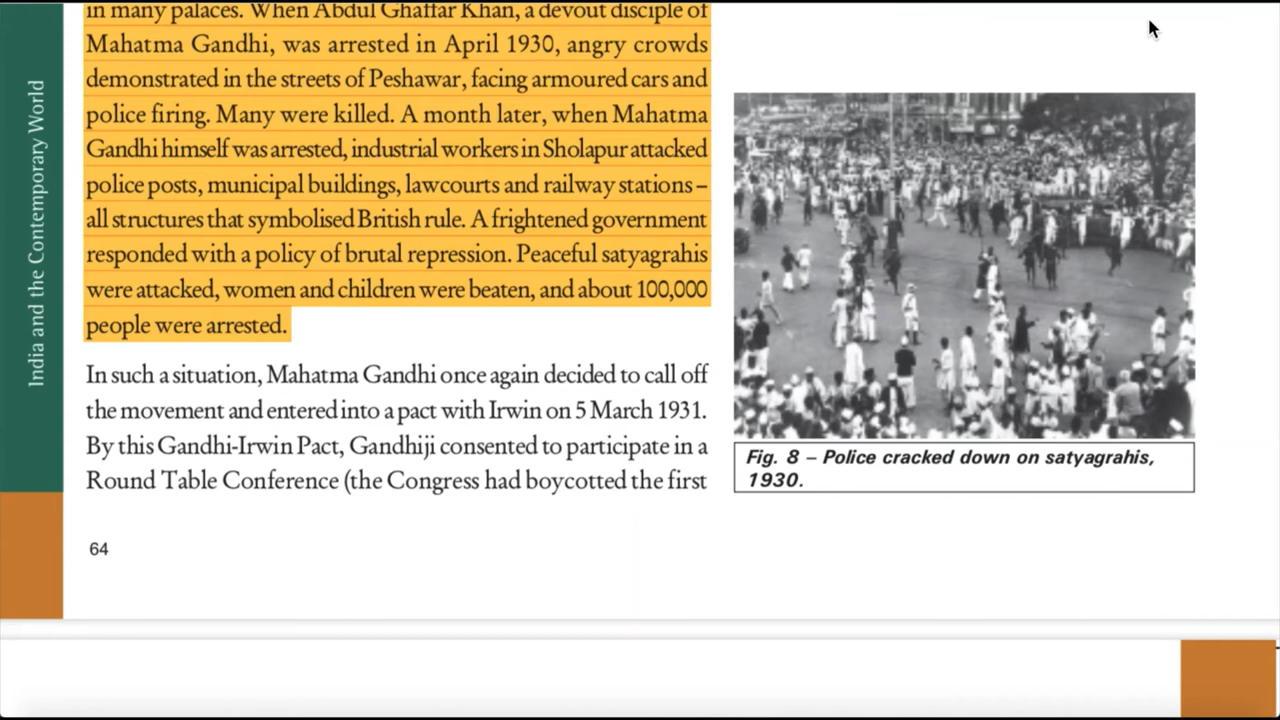 in many palaces. When Abdul Ghaffar Khan, a devout disciple of
Mahatma Gandhi, was arrested in April 1930, angry crowds
demonstrated in the streets of Peshawar, facing armoured cars and
police firing. Many were killed. A month later, when Mahatma
Gandhi himself was arrested, industrial workers in Sholapur attacked
police posts, municipal buildings, lawcourts and railway stations –
all structures that symbolised British rule. A frightened government
responded with a policy of brutal repression. Peaceful satyagrahis
were attacked, women and children were beaten, and about 100,000
people were arrested.
In such a situation, Mahatma Gandhi once again decided to call off
the movement and entered into a pact with Irwin on 5 March 1931.
By this Gandhi-Irwin Pact, Gandhiji consented to participate in a
Round Table Conference (the Congress had boycotted the first
64
India and the Contemporary World
Fig. 8 – Police cracked down on satyagrahis,
1930.